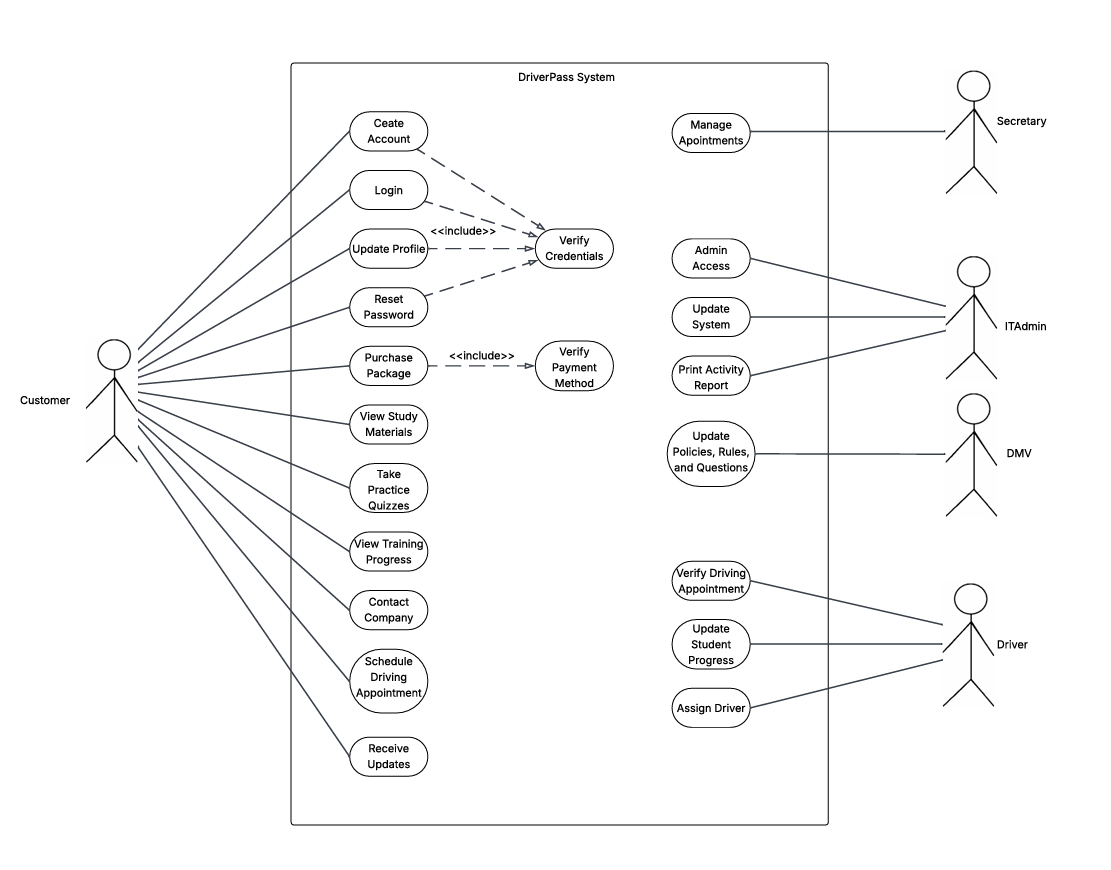 DriverPass System
Ceate
Account
Login
Update Profile
Reset
Password
Purchase
Package
View Study
Materials
Take
Practice
Quizzes
View Training
Progress
Contact
Company
Schedule
Driving
Appointment
Receive
Updates
<<include>>
Verify
Credentials
<<include>>
Verify
Payment
Method
Manage
Apointments
Admin
Access
Update
System
Print Activity
Report
Update
Policies, Rules,
and Questions
Verify Driving
Appointment
Update
Student
Progress
Assign Driver
Customer
Secretary
ITAdmin
DMV
Driver